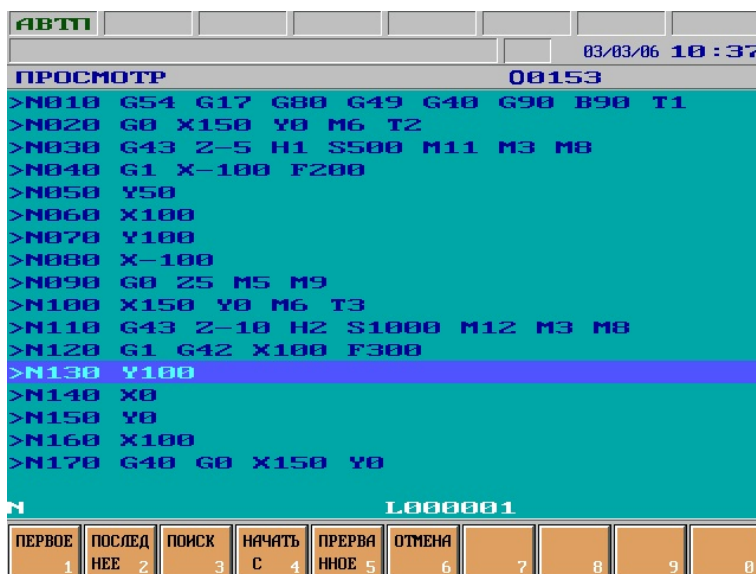 АВТП
03/03/06 10:37
ПРОСМОТР O0153
>N010 G54 G17 G80 G49 G40 G90 B90 T1
>N020 G0 X150 Y0 M6 T2
>N030 G43 Z-5 H1 S500 M11 M3 M8
>N040 G1 X-100 F200
>N050 Y50
>N060 X100
>N070 Y100
>N080 X-100
>N090 G0 Z5 M5 M9
>N100 X150 Y0 M6 T3
>N110 G43 Z-10 H2 S1000 M12 M3 M8
>N120 G1 G42 X100 F300
>N130 Y100
>N140 X0
>N150 Y0
>N160 X100
>N170 G40 G0 X150 Y0
N L000001
ПЕРВОЕ 1
ПОСЛЕД
НЕЕ 2
ПОИСК 3
НАЧАТЬ
С 4
ПРЕРВА
ННОЕ 5
ОТМЕНА 6
7
8
9
0